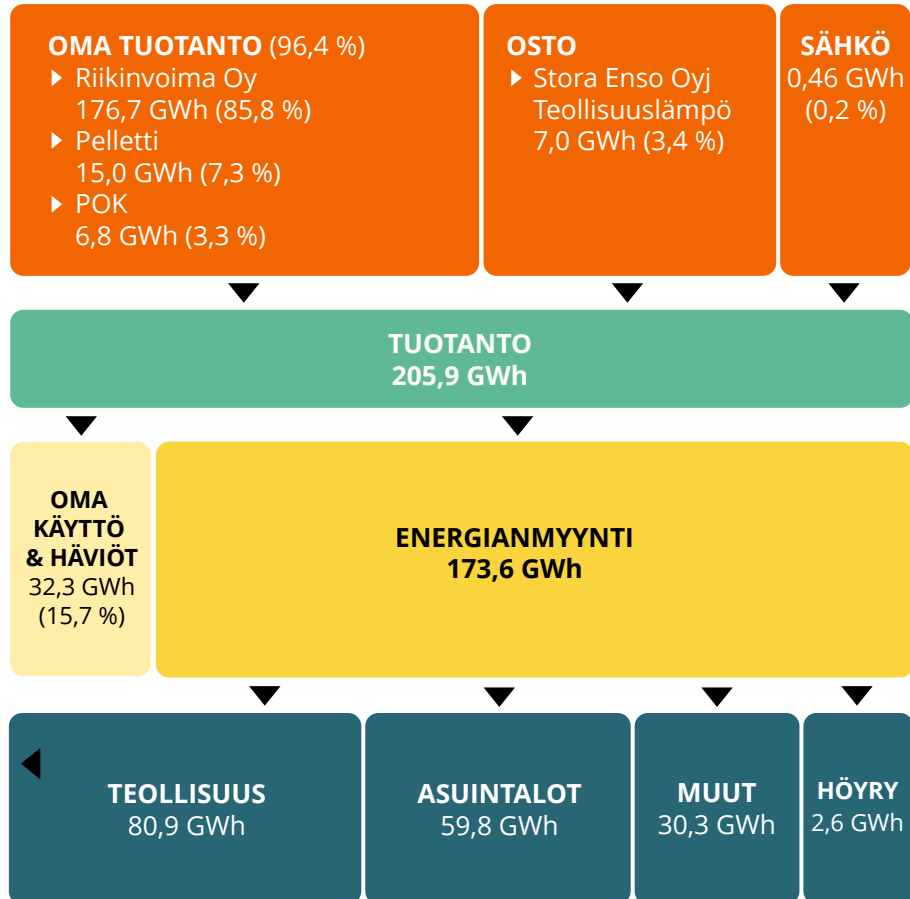 OMA TUOTANTO (96,4 %)
Riikinvoima Oy
176,7 GWh (85,8 %)
Pelletti
15,0 GWh (7,3 %)
POK
6,8 GWh (3,3 %)
OSTO
Stora Enso Oyj
Teollisuuslämpö
7,0 GWh (3,4 %)
SÄHKÖ
0,46 GWh
(0,2 %)
TUOTANTO
205,9 GWh
OMA
KÄYTTÖ
& HÄVIÖT
32,3 GWh
(15,7 %)
ENERGIANMYYNTI
173,6 GWh
TEOLLISUUS
80,9 GWh
ASUINTALOT
59,8 GWh
MUUT
30,3 GWh
HÖYRY
2,6 GWh